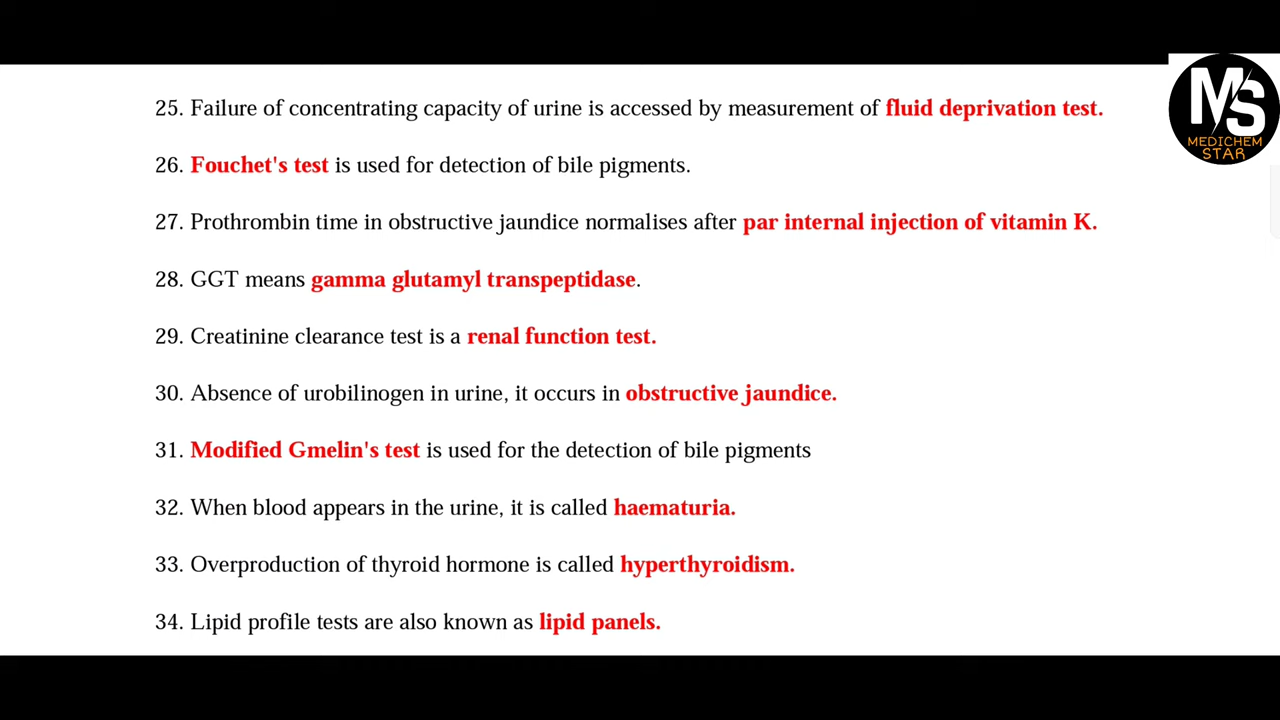 25. Failure of concentrating capacity of urine is accessed by measurement of fluid deprivation test.
26. Fouchet's test is used for detection of bile pigments.
27. Prothrombin time in obstructive jaundice normalises after par internal injection of vitamin K.
28. GGT means gamma glutamyl transpeptidase.
29. Creatinine clearance test is a renal function test.
30. Absence of urobilinogen in urine, it occurs in obstructive jaundice.
31. Modified Gmelin's test is used for the detection of bile pigments
32. When blood appears in the urine, it is called haematuria.
33. Overproduction of thyroid hormone is called hyperthyroidism.
34. Lipid profile tests are also known as lipid panels.
MS
MEDICHEM
STAR